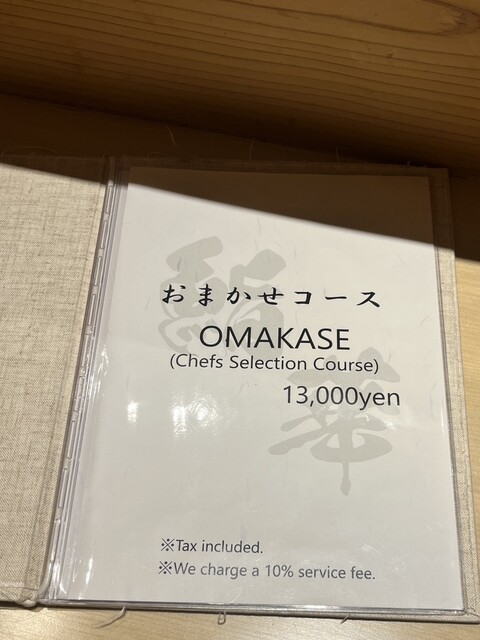 おまかせコース
OMAKASE
(Chefs Selection Course)
13,000yen
※Tax included.
※We charge a 10% service fee.